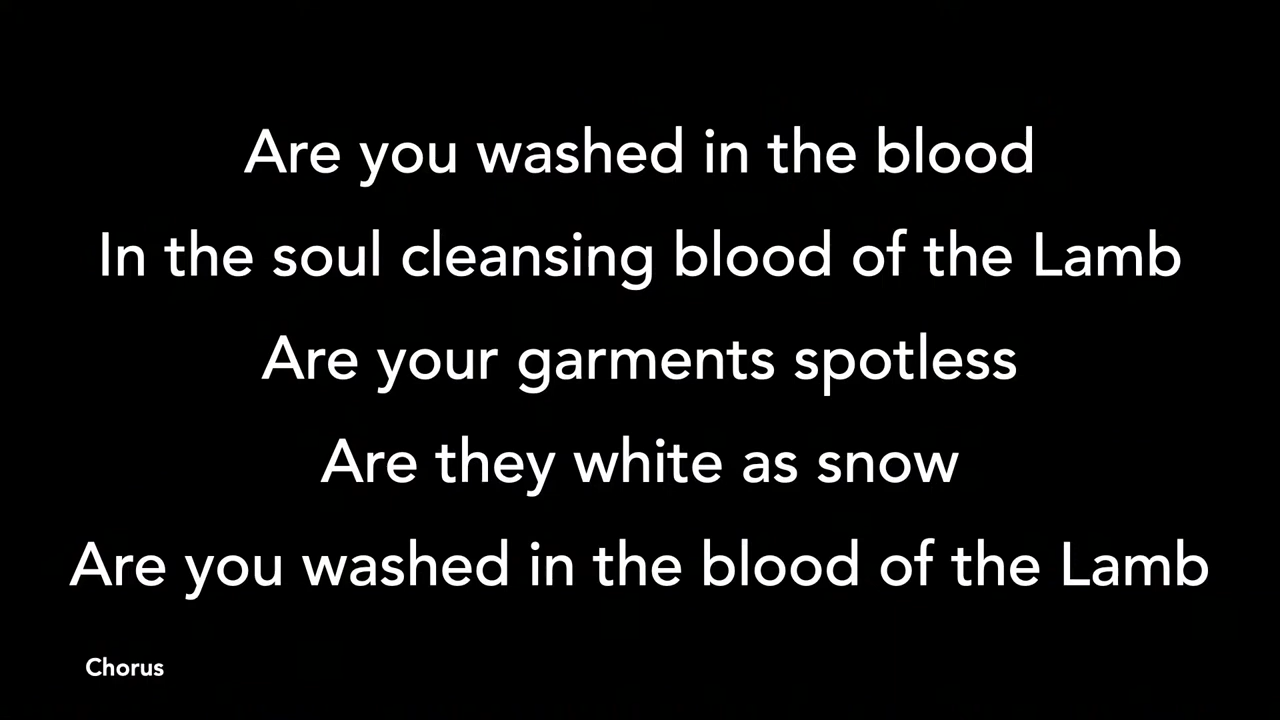 Are you washed in the blood
In the soul cleansing blood of the Lamb
Are your garments spotless
Are they white as snow
Are you washed in the blood of the Lamb
Chorus